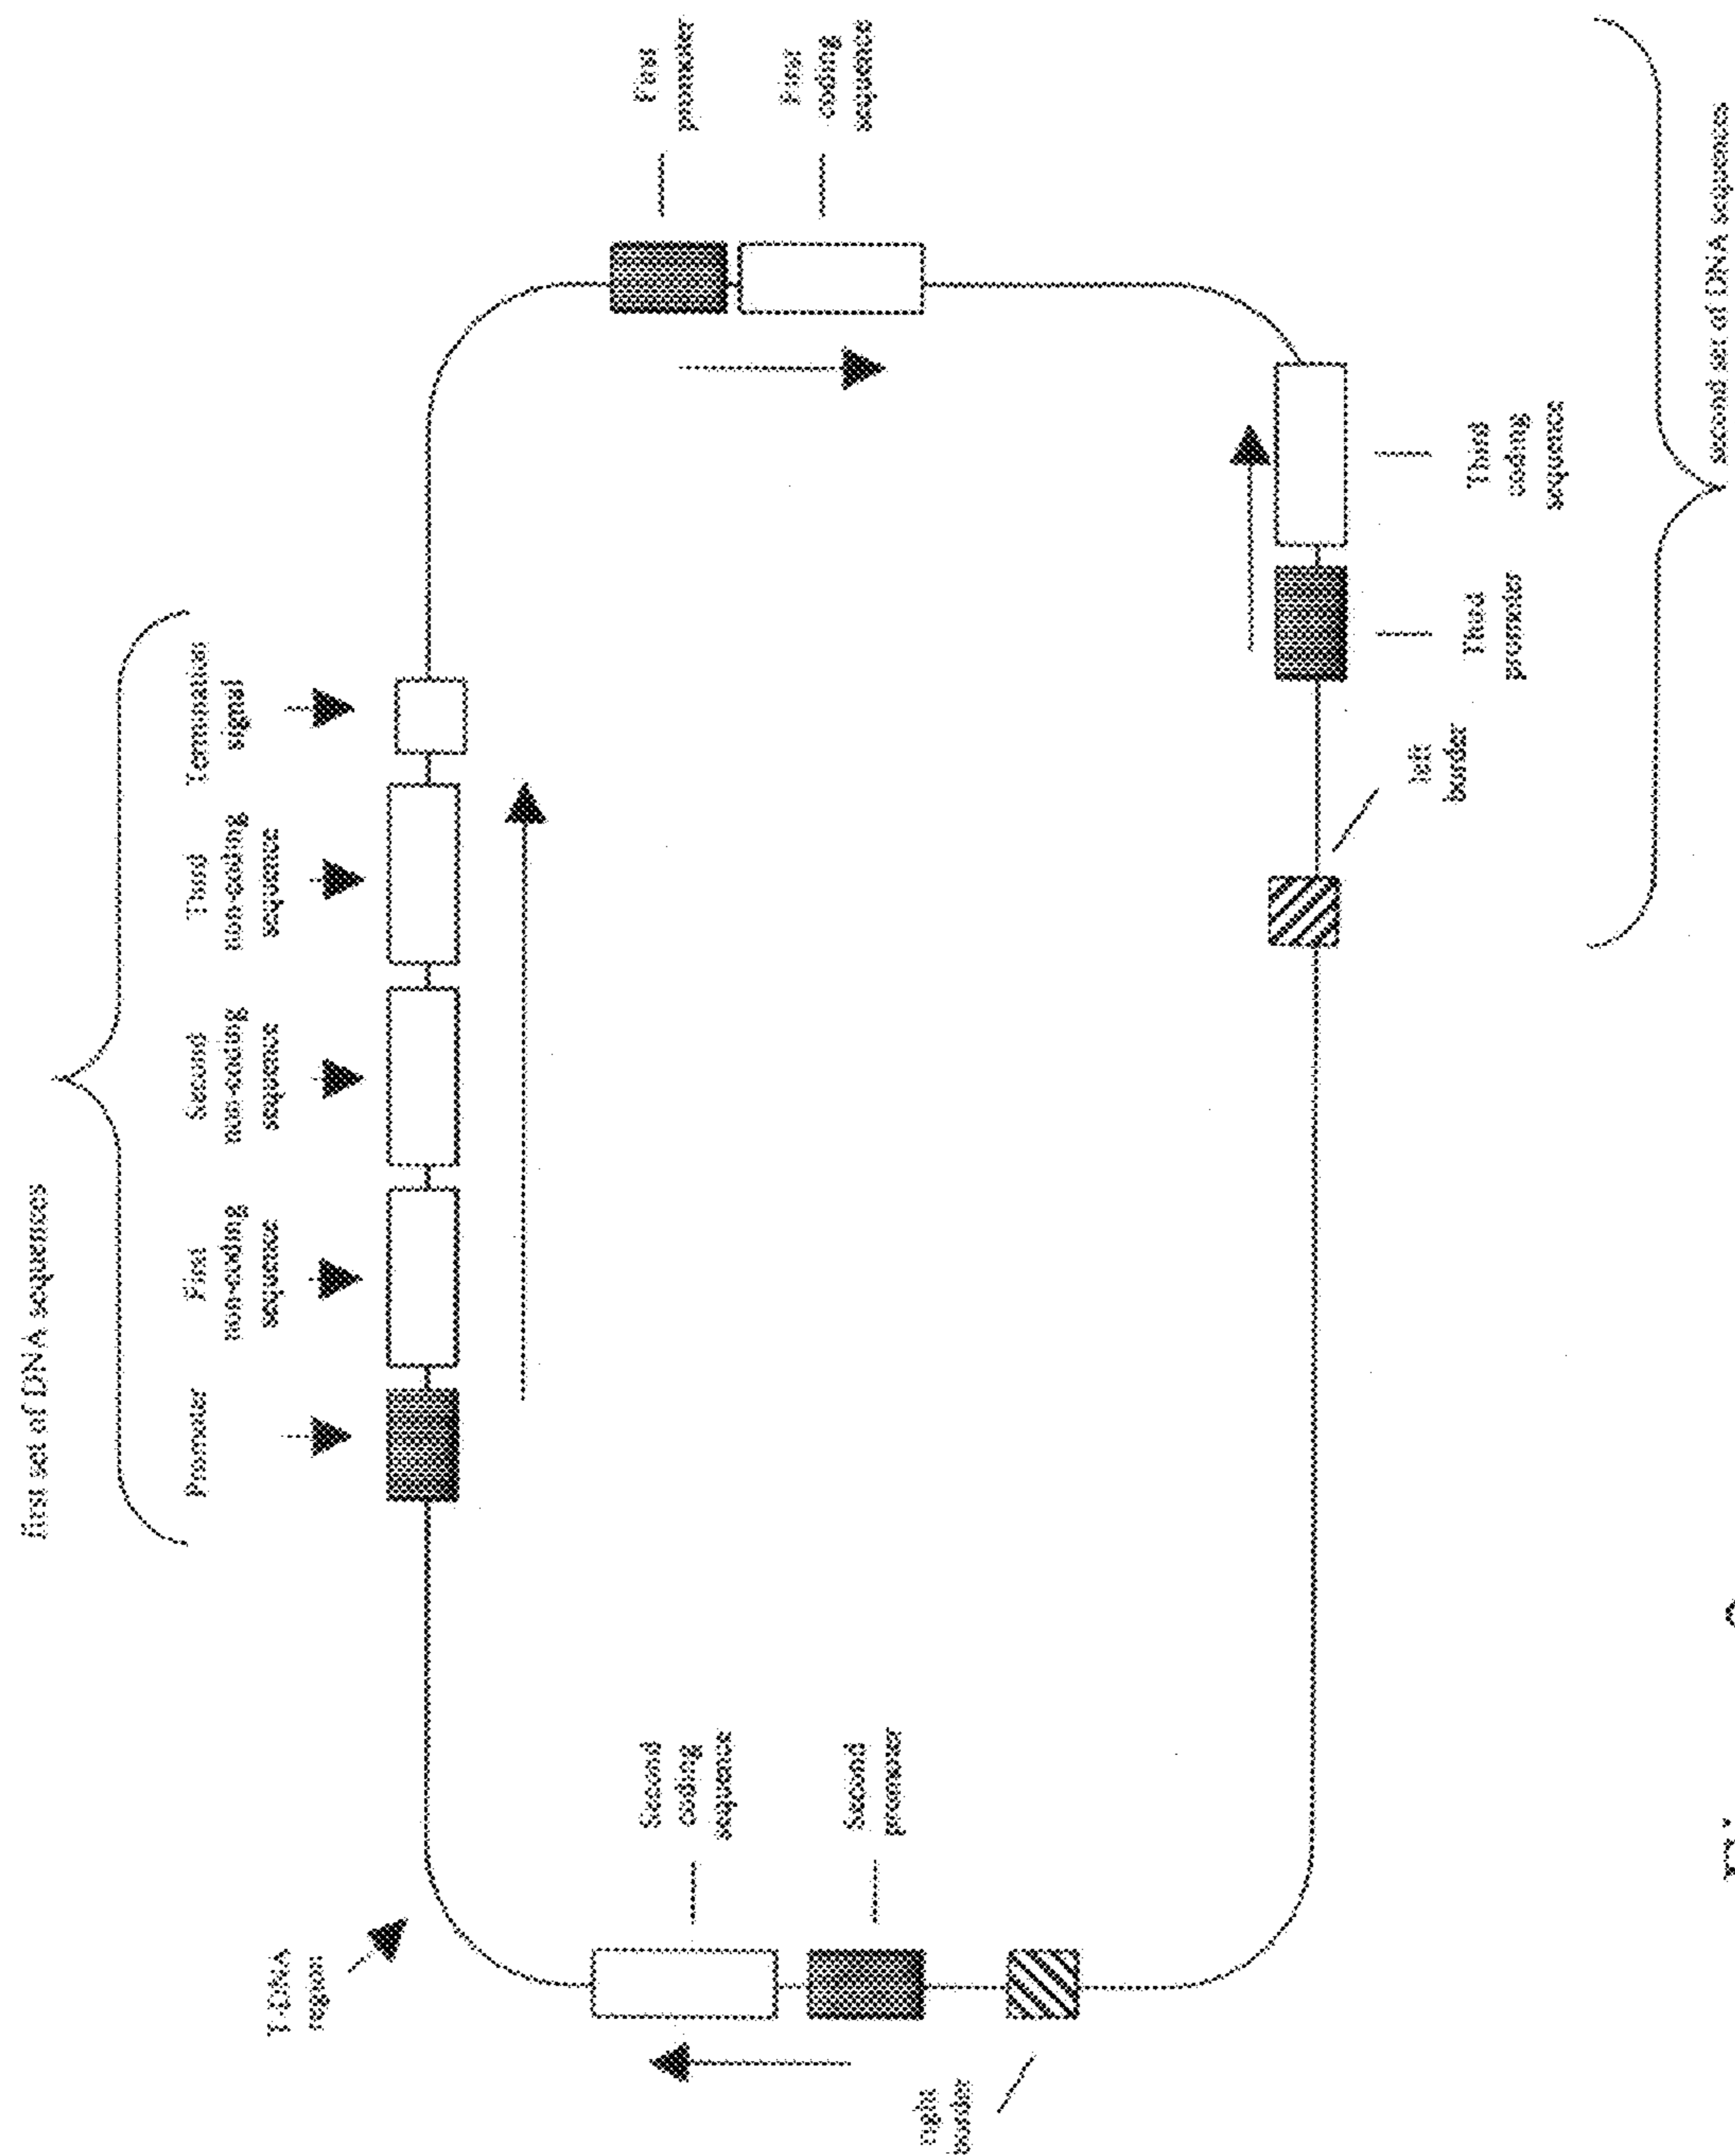 first set of DNA sequences
Promoter
First
non-coding
sequence
Second
non-coding
sequence
Third
non-coding
sequence
Termination
signal
T-DNA
region
Second
coding
sequence
Second
promoter
right
border
First
promoter
First
coding
sequence
left
border
Third
promoter
Third
coding
sequence
second set of DNA sequences